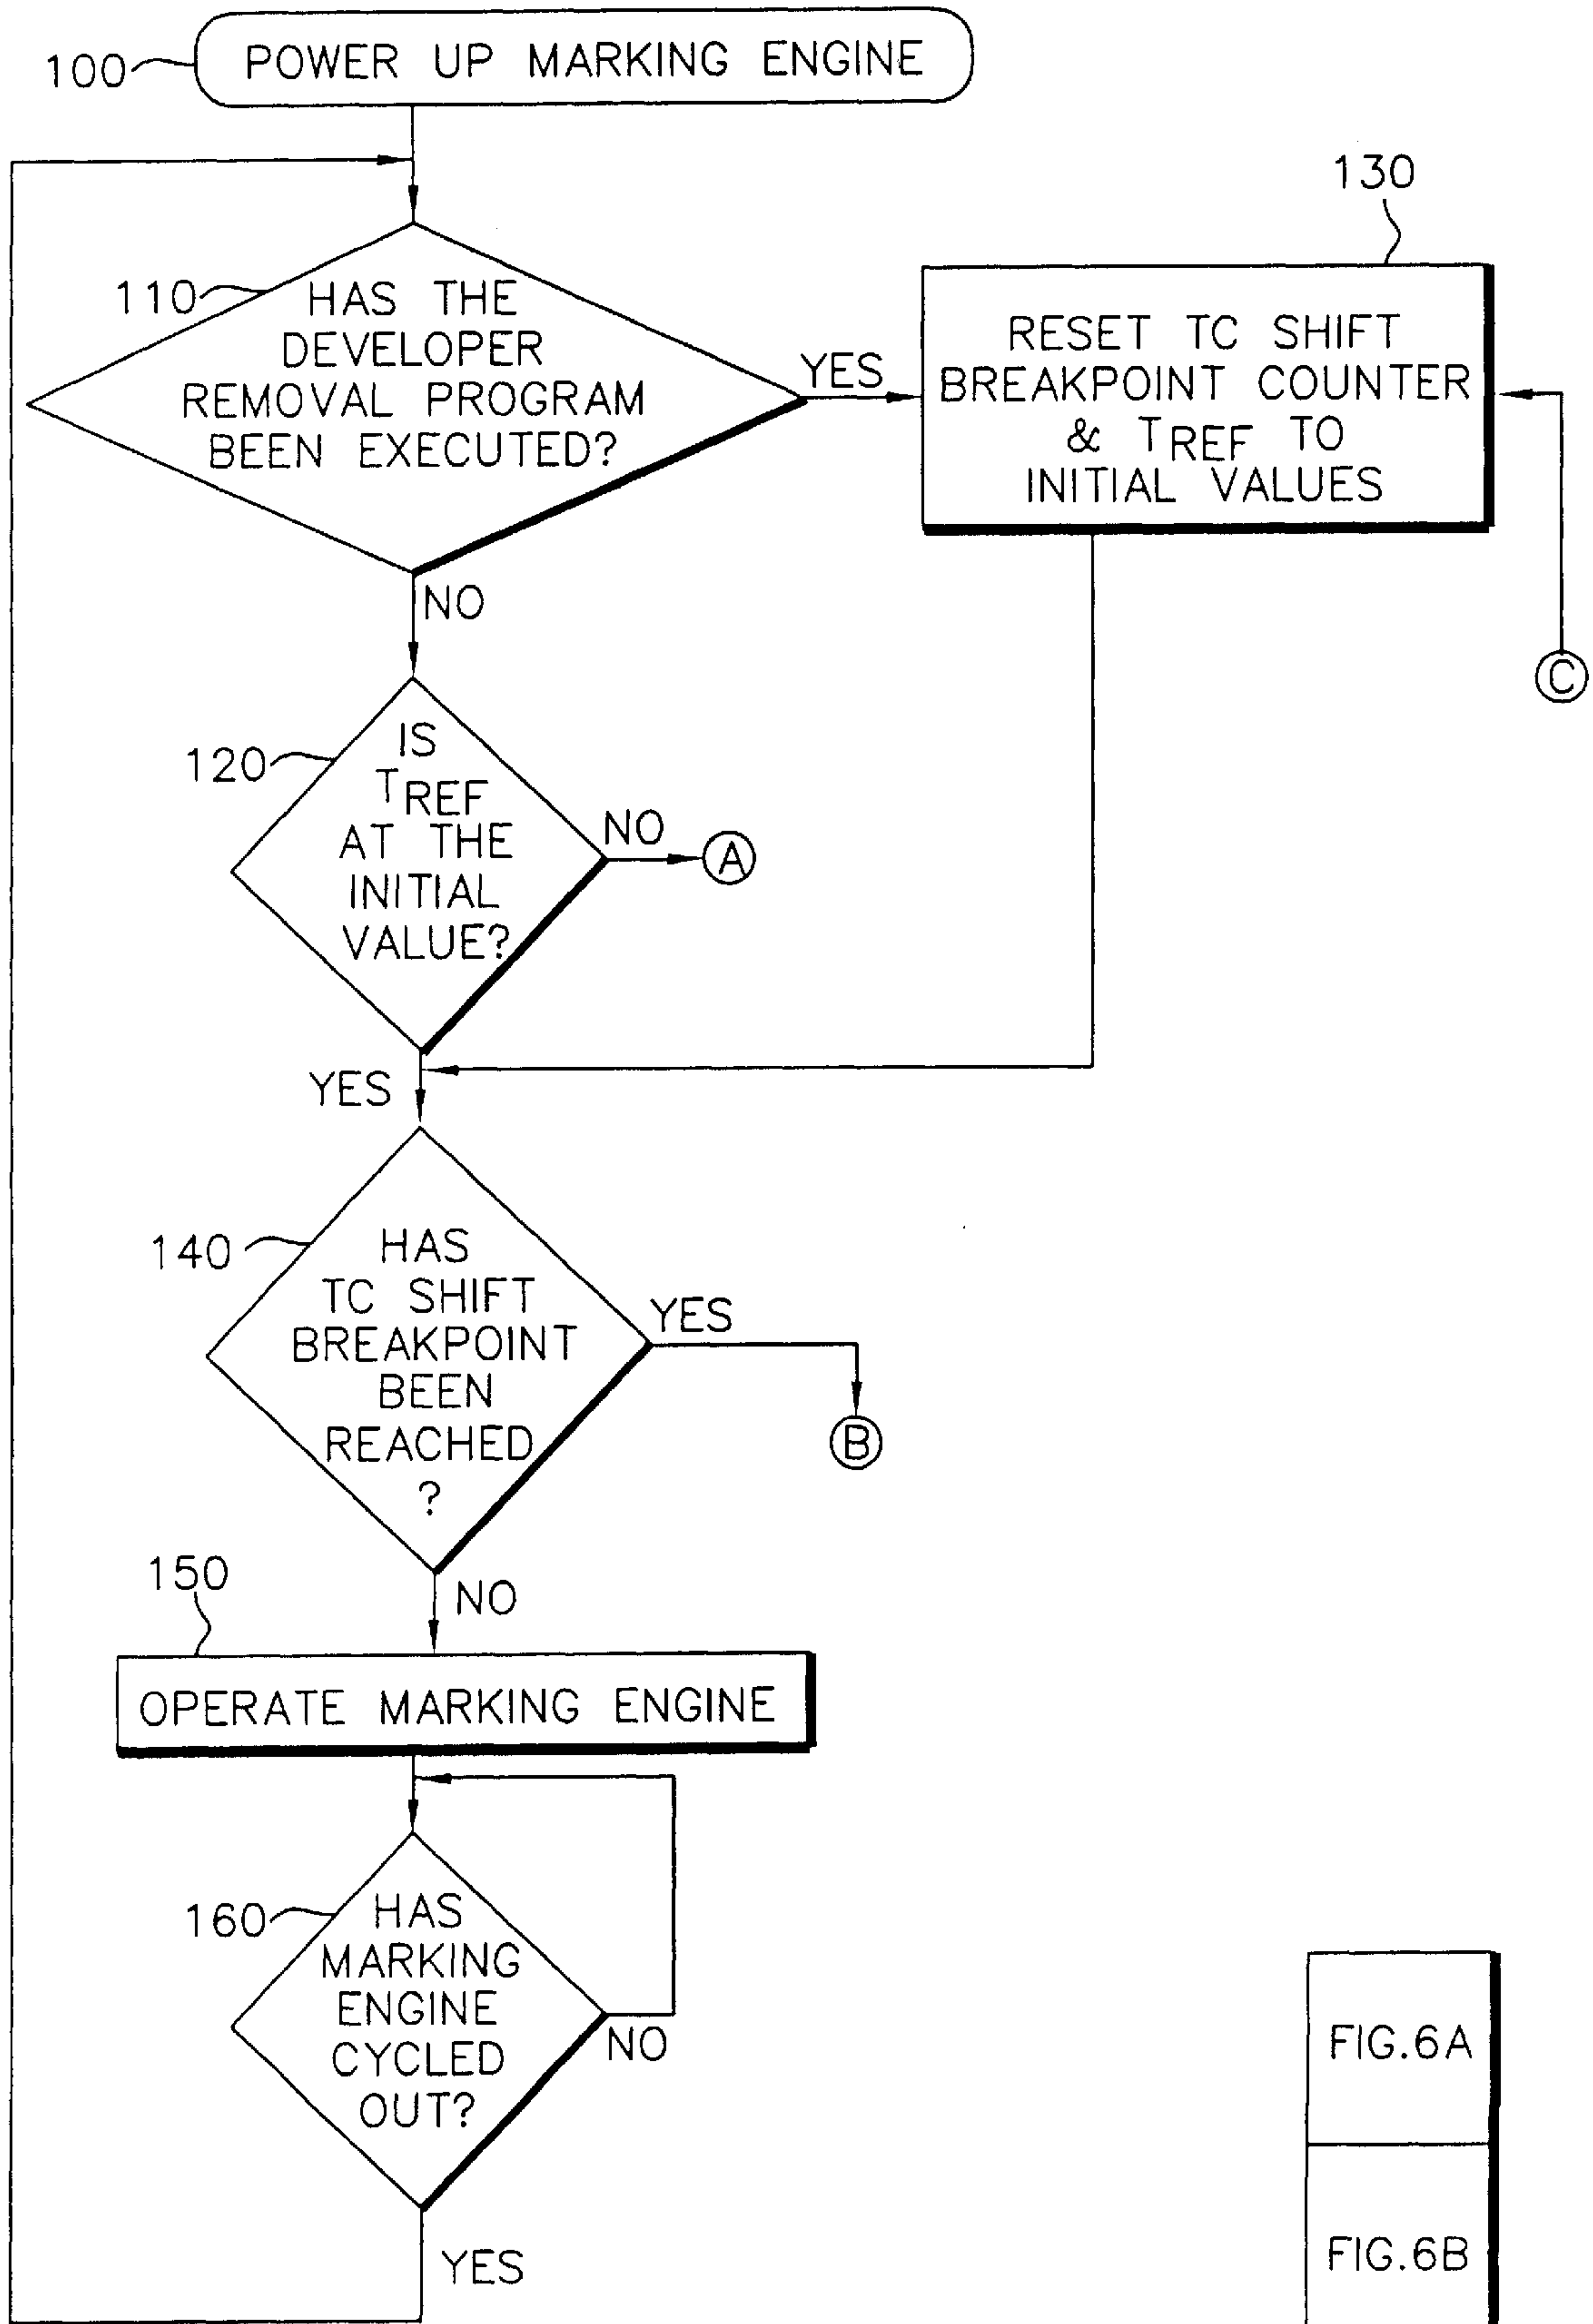 100
POWER UP MARKING ENGINE
110
HAS THE
DEVELOPER
REMOVAL PROGRAM
BEEN EXECUTED?
YES
130
RESET TC SHIFT
BREAKPOINT COUNTER
& TREF TO
INITIAL VALUES
NO
C
120
IS
TREF
AT THE
INITIAL
VALUE?
NO
A
YES
140
HAS
TC SHIFT
BREAKPOINT
BEEN
REACHED
?
YES
B
NO
150
OPERATE MARKING ENGINE
160
HAS
MARKING
ENGINE
CYCLED
OUT?
NO
YES
FIG.6A
FIG.6B